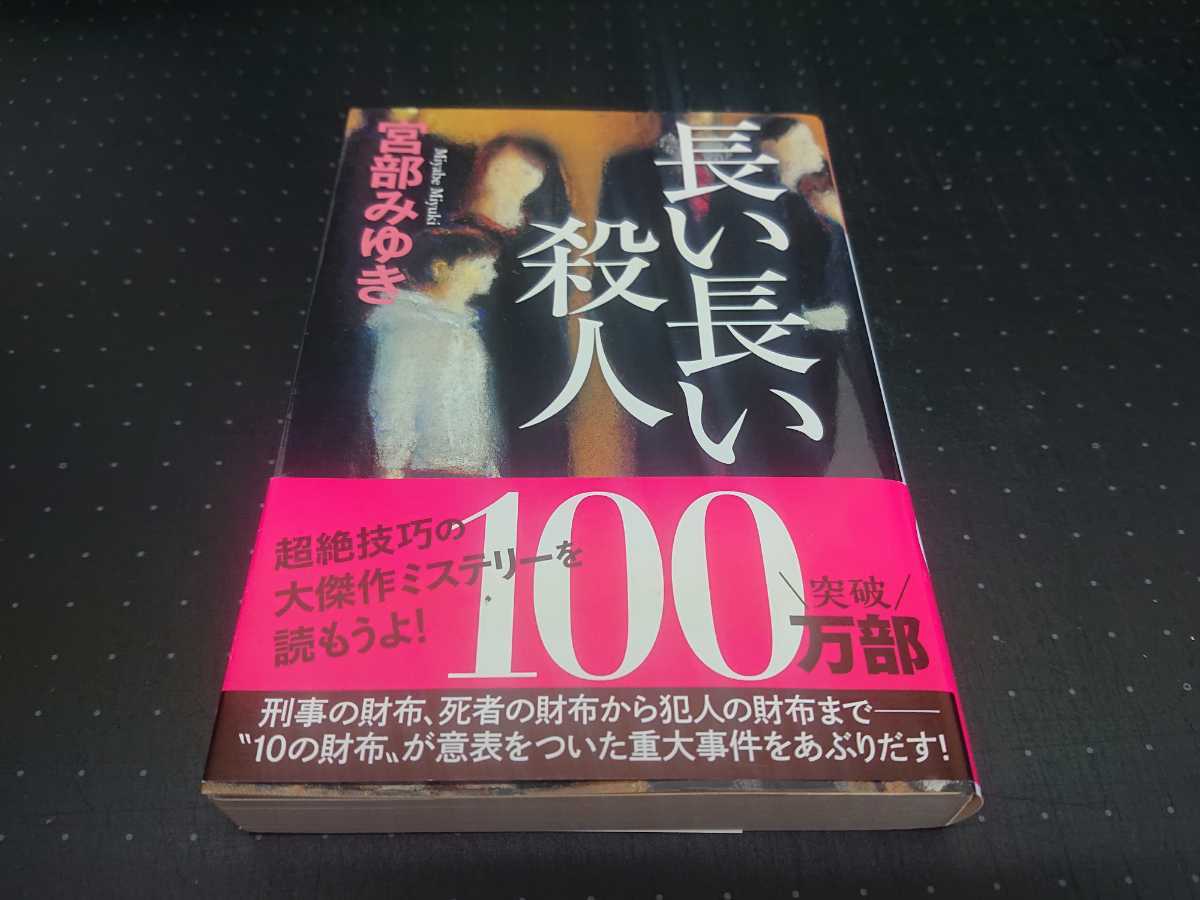 長い長い
殺人
宮部みゆき
Miyabe Miyuki
超絶技巧の
大傑作ミステリーを
読もうよ!
100
突破
万部
刑事の財布、死者の財布から犯人の財布まで――
〝10の財布〟が意表をついた重大事件をあぶりだす!